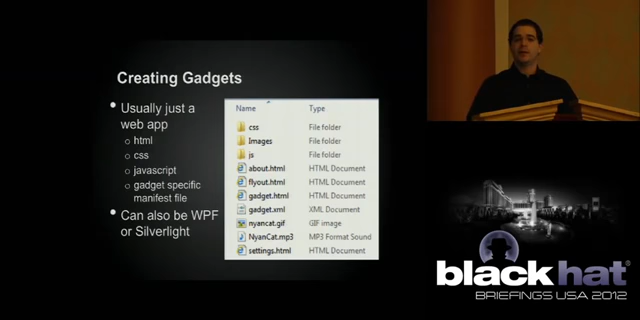 Creating Gadgets
• Usually just a
web app
o html
o css
o javascript
o gadget specific
manifest file
• Can also be WPF
or Silverlight
Name Type
css File folder
Images File folder
js File folder
about.html HTML Document
flyout.html HTML Document
gadget.html HTML Document
gadget.xml XML Document
nyancat.gif GIF image
NyanCat.mp3 MP3 Format Sound
settings.html HTML Document
black hat®
BRIEFINGS USA 2012